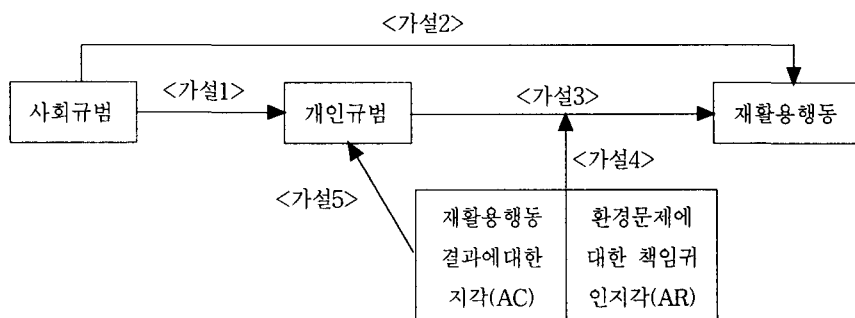 <가설2>
<가설1>
<가설3>
사회규범
개인규범
재활용행동
<가설4>
<가설5>
재활용행동
결과에대한
지각(AC)
환경문제에
대한 책임귀
인지각(AR)